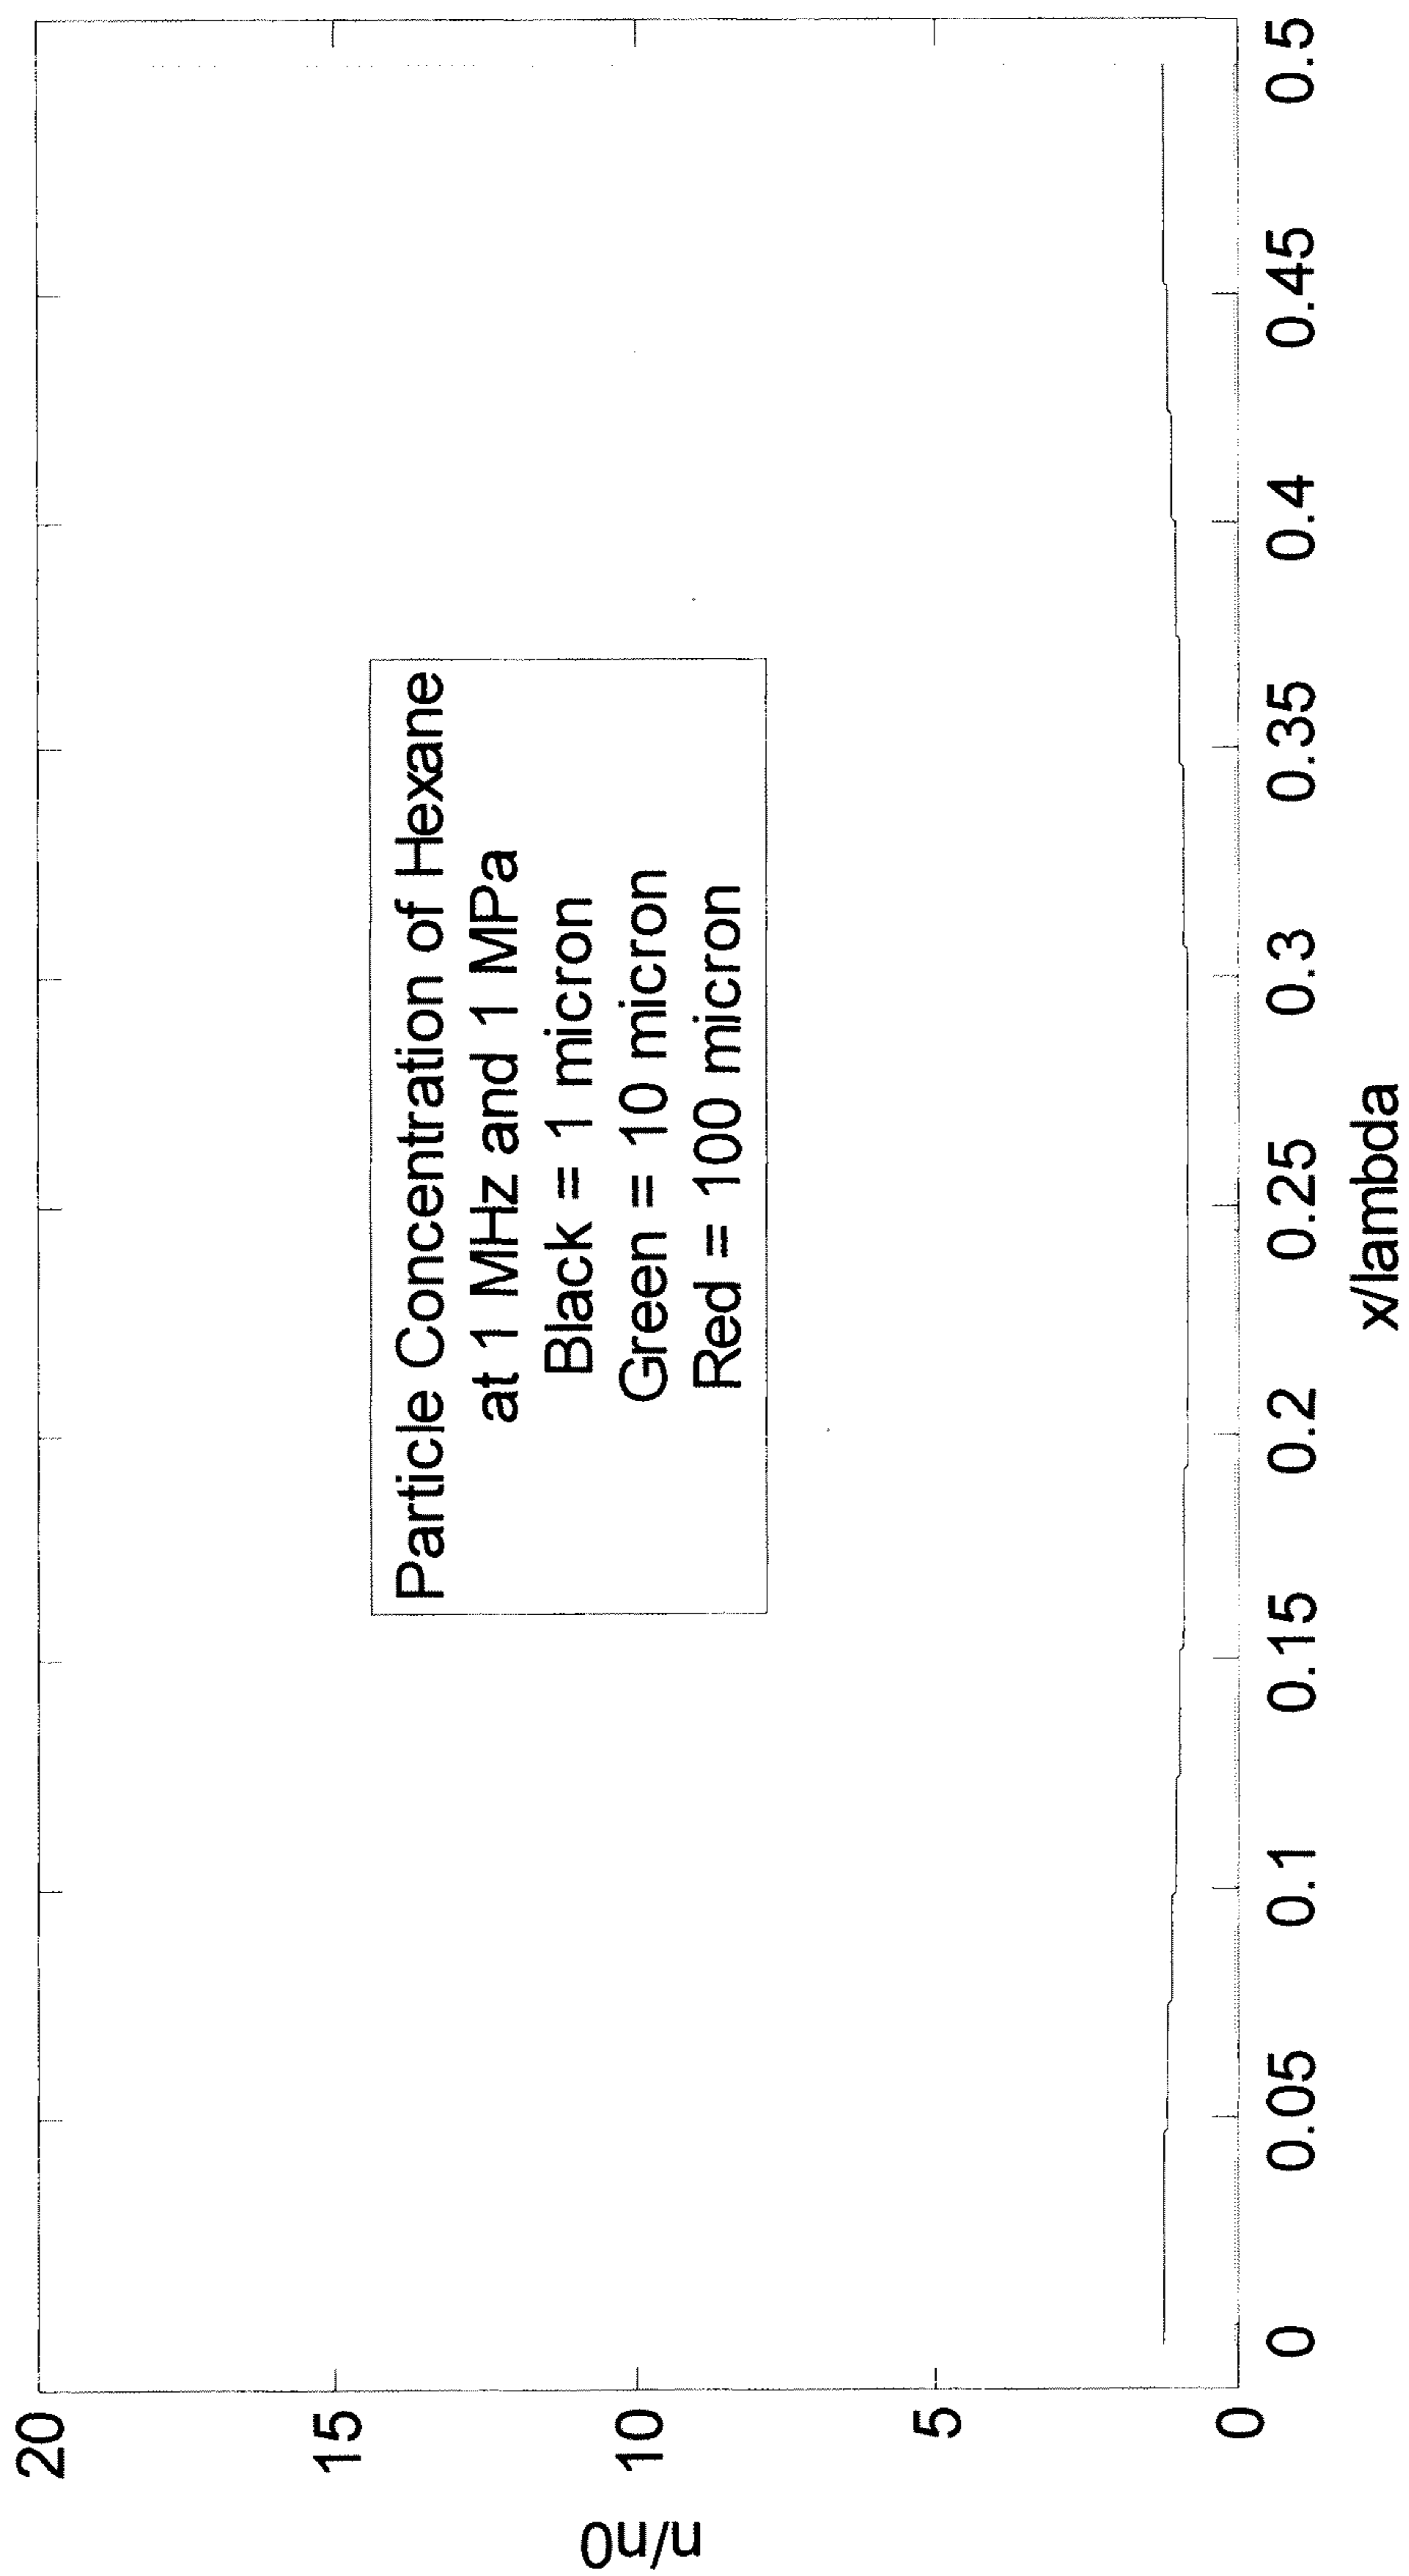 20
15
10
5
0
n/n0
Particle Concentration of Hexane
at 1 MHz and 1 MPa
Black = 1 micron
Green = 10 micron
Red = 100 micron
0 0.05 0.1 0.15 0.2 0.25 0.3 0.35 0.4 0.45 0.5
x/lambda